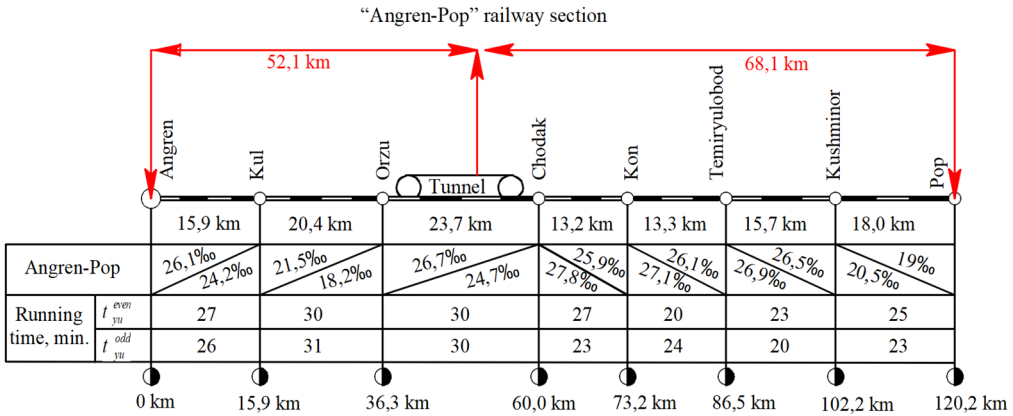 “Angren-Pop” railway section
52,1 km
68,1 km
Angren
Kul
Orzu
Tunnel
Chodak
Kon
Temiryulobod
Kushminor
Pop
15,9 km 20,4 km 23,7 km 13,2 km 13,3 km 15,7 km 18,0 km
Angren-Pop
26,1‰ 24,2‰
21,5‰ 18,2‰
26,7‰ 24,7‰
25,9‰ 27,8‰
26,1‰ 27,1‰
26,5‰ 26,9‰
19‰ 20,5‰
Running time, min.
t yu even 27 30 30 27 20 23 25
t yu odd 26 31 30 23 24 20 23
0 km 15,9 km 36,3 km 60,0 km 73,2 km 86,5 km 102,2 km 120,2 km